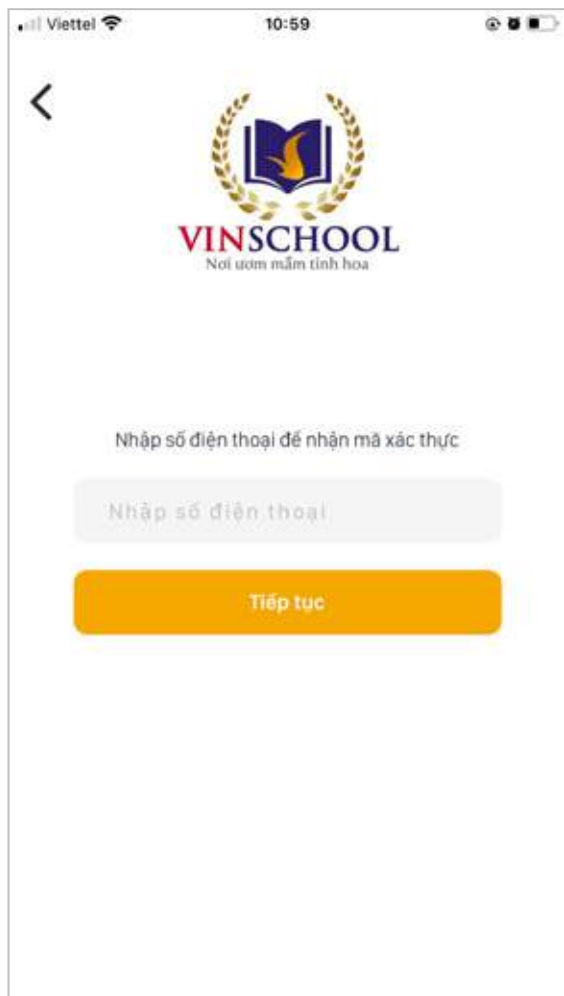 Viettel 10:59
VINSCHOOL
Nơi ươm mầm tinh hoa
Nhập số điện thoại để nhận mã xác thực
Nhập số điện thoại
Tiếp tục